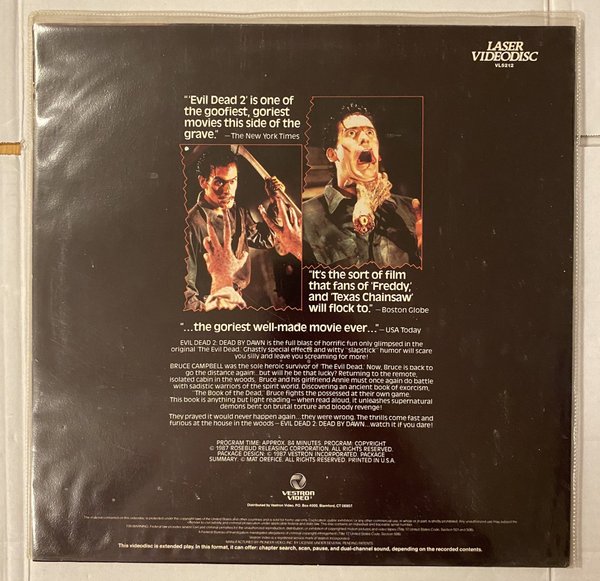 LASER
VIDEODISC
VL5212
“‘Evil Dead 2’ is one of
the goofiest, goriest
movies this side of the
grave.” —The New York Times
“It’s the sort of film
that fans of ‘Freddy,’
and ‘Texas Chainsaw’
will flock to.” —Boston Globe
“...the goriest well-made movie ever...” —USA Today
EVIL DEAD 2: DEAD BY DAWN is the full blast of horrific fun only glimpsed in the
original ‘The Evil Dead.’ Ghastly special effects and witty “slapstick” humor will scare
you silly and leave you screaming for more!
BRUCE CAMPBELL was the sole heroic survivor of ‘The Evil Dead.’ Now, Bruce is back to
go the distance again...but will he be that lucky? Returning to the remote,
isolated cabin in the woods, Bruce and his girlfriend Annie must once again do battle
with sadistic warriors of the spirit world. Discovering an ancient book of exorcism,
‘The Book of the Dead,’ Bruce fights the possessed at their own game.
This book is anything but light reading—when read aloud, it unleashes supernatural
demons bent on brutal torture and bloody revenge!
They prayed it would never happen again...they were wrong. The thrills come fast and
furious at the house in the woods — EVIL DEAD 2: DEAD BY DAWN...watch it if you dare!
PROGRAM TIME: APPROX. 84 MINUTES. PROGRAM: COPYRIGHT
© 1987 ROSEBUD RELEASING CORPORATION. ALL RIGHTS RESERVED.
PACKAGE DESIGN: © 1987 VESTRON INCORPORATED. PACKAGE
SUMMARY: © MAT OREFICE. ALL RIGHTS RESERVED. PRINTED IN U.S.A.
VESTRON
VIDEO
Distributed by Vestron Video, P.O. Box 4000, Stamford, CT 06907.
MANUFACTURED BY PIONEER VIDEO, INC. BY LICENSE UNDER SEVERAL PENDING PATENTS.
This videodisc is extended play. In this format, it can offer: chapter search, scan, pause, and dual-channel sound, depending on the recorded contents.